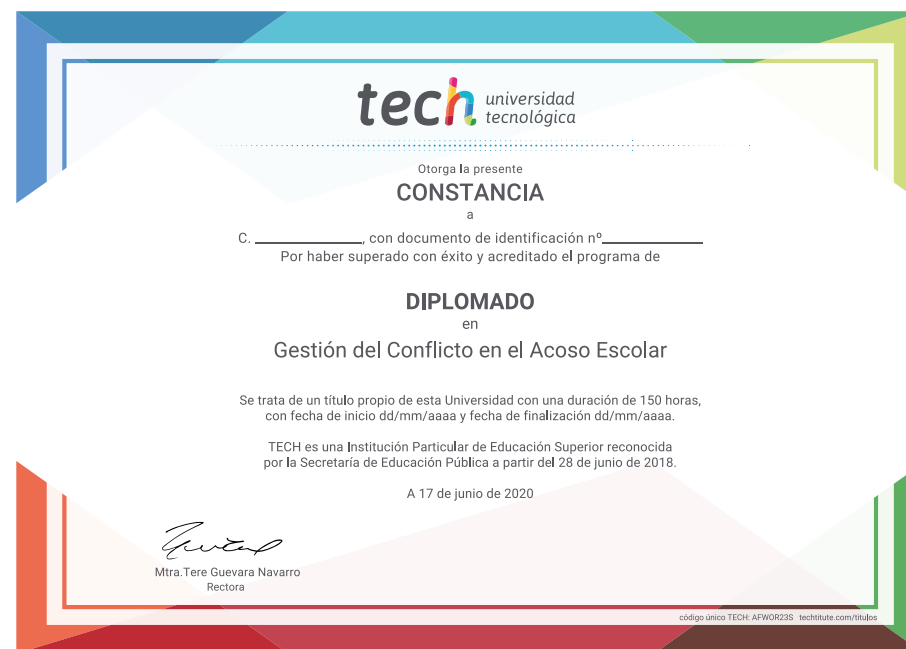 tech universidad
tecnológica
Otorga la presente
CONSTANCIA
a
C. ____________, con documento de identificación nº____________
Por haber superado con éxito y acreditado el programa de
DIPLOMADO
en
Gestión del Conflicto en el Acoso Escolar
Se trata de un título propio de esta Universidad con una duración de 150 horas,
con fecha de inicio dd/mm/aaaa y fecha de finalización dd/mm/aaaa.
TECH es una Institución Particular de Educación Superior reconocida
por la Secretaría de Educación Pública a partir del 28 de junio de 2018.
A 17 de junio de 2020
Mtra.Tere Guevara Navarro
Rectora
código único TECH: AFWOR23S techtitute.com/titulos